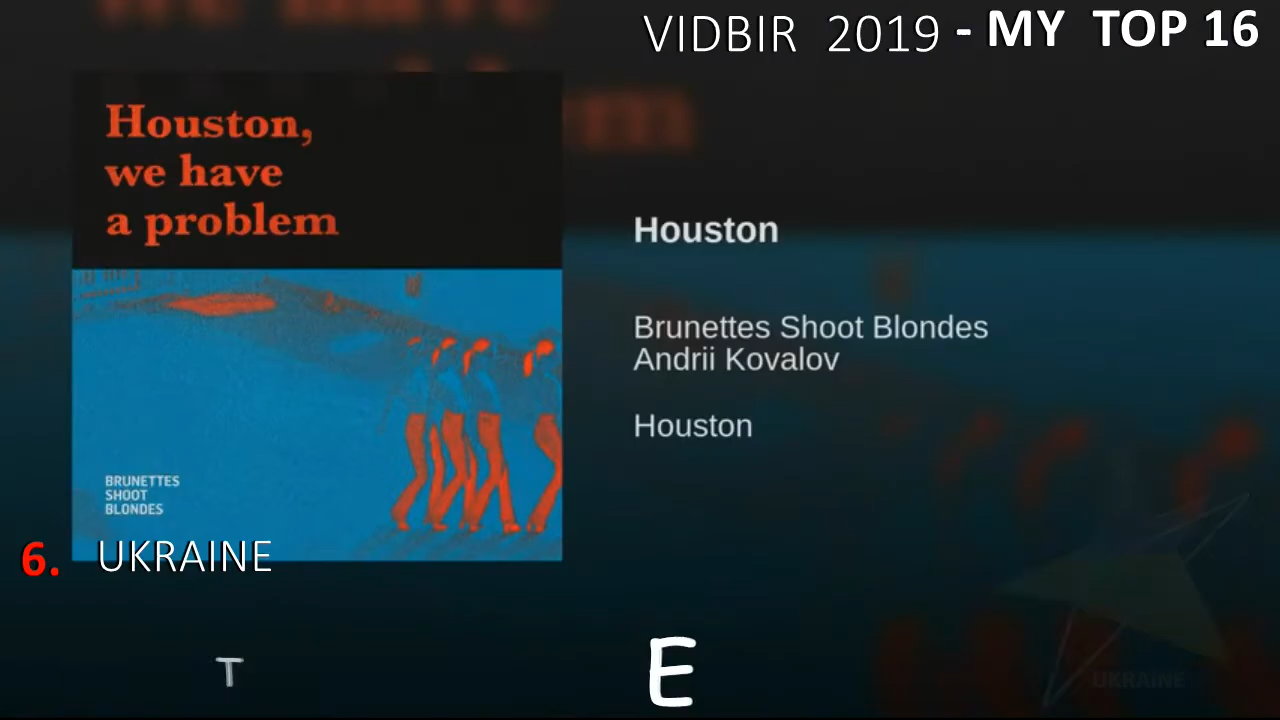 VIDBIR 2019 - MY TOP 16
Houston,
we have
a problem
Houston
Brunettes Shoot Blondes
Andrii Kovalov
Houston
BRUNETTES
SHOOT
BLONDES
6. UKRAINE
T E
UKRAINE